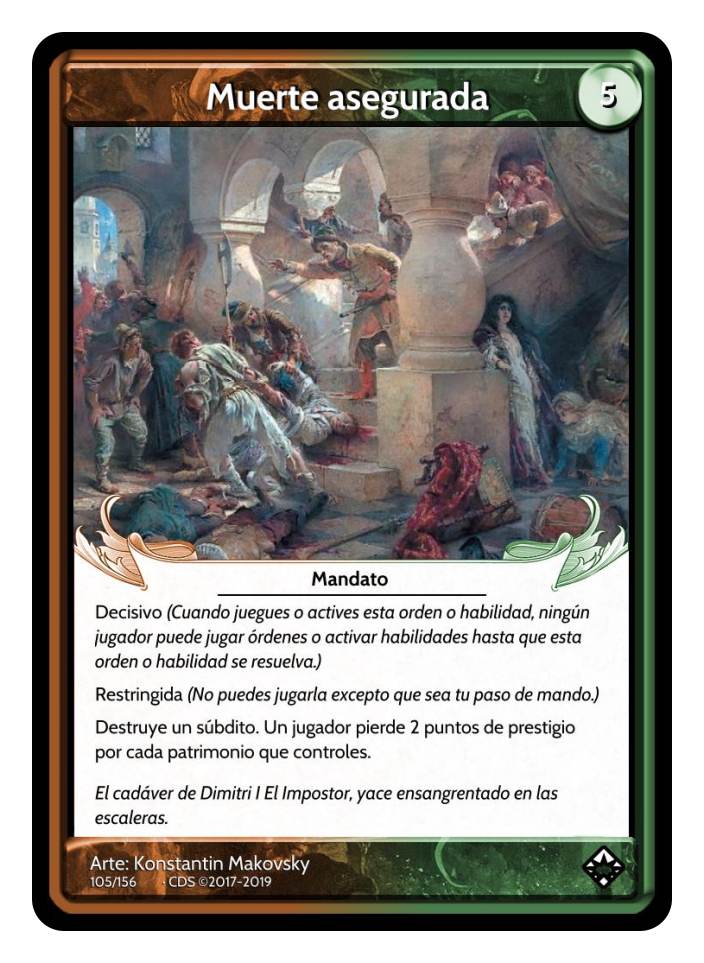 Muerte asegurada
5
Mandato
Decisivo (Cuando juegues o actives esta orden o habilidad, ningún
jugador puede jugar órdenes o activar habilidades hasta que esta
orden o habilidad se resuelva.)
Restringida (No puedes jugarla excepto que sea tu paso de mando.)
Destruye un súbdito. Un jugador pierde 2 puntos de prestigio
por cada patrimonio que controles.
El cadáver de Dimitri I El Impostor, yace ensangrentado en las
escaleras.
Arte: Konstantin Makovsky
105/156 · CDS ©2017-2019